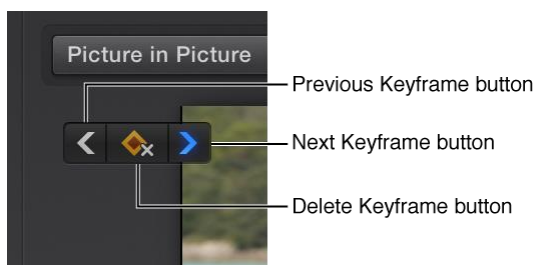 Picture in Picture
Previous Keyframe button
Next Keyframe button
Delete Keyframe button